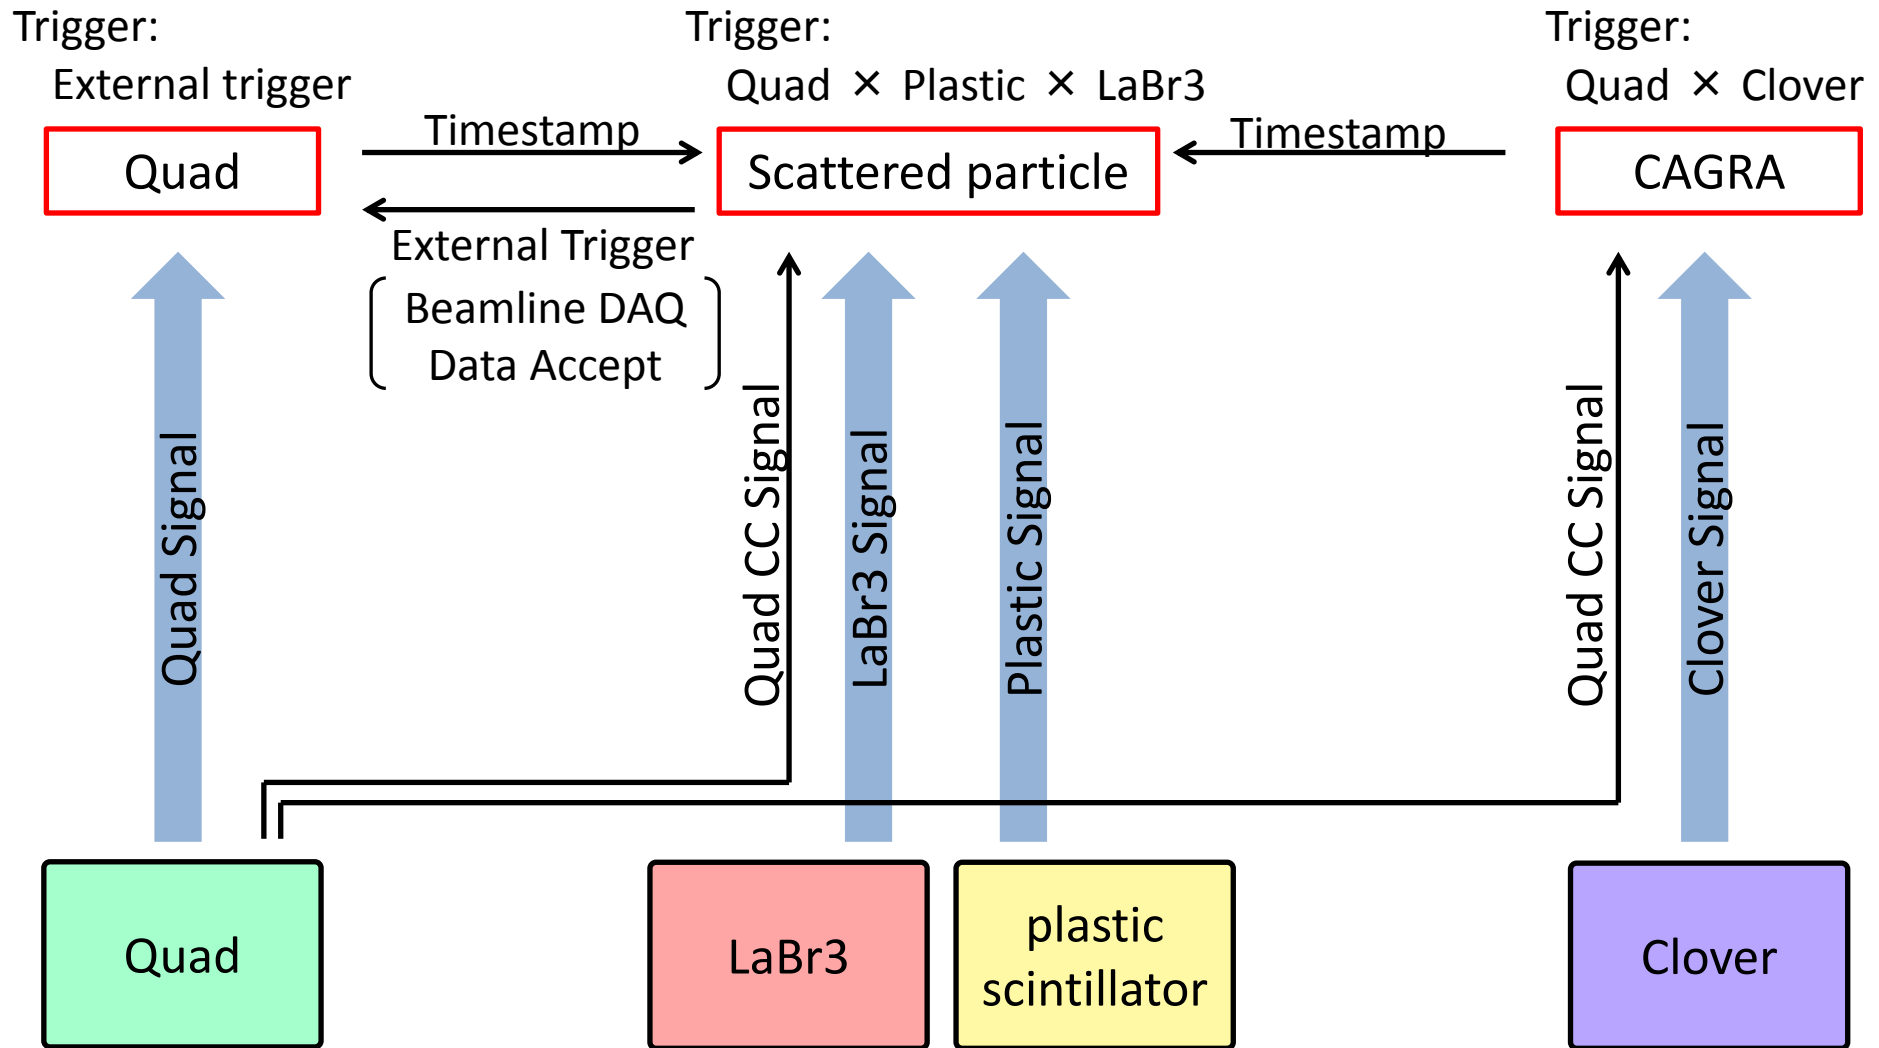 Trigger:
External trigger
Quad
Trigger:
Quad × Plastic × LaBr3
Scattered particle
Trigger:
Quad × Clover
CAGRA
Timestamp
Timestamp
External Trigger
Beamline DAQ
Data Accept
Quad Signal
Quad CC Signal
LaBr3 Signal
Plastic Signal
Quad CC Signal
Clover Signal
Quad
LaBr3
plastic
scintillator
Clover